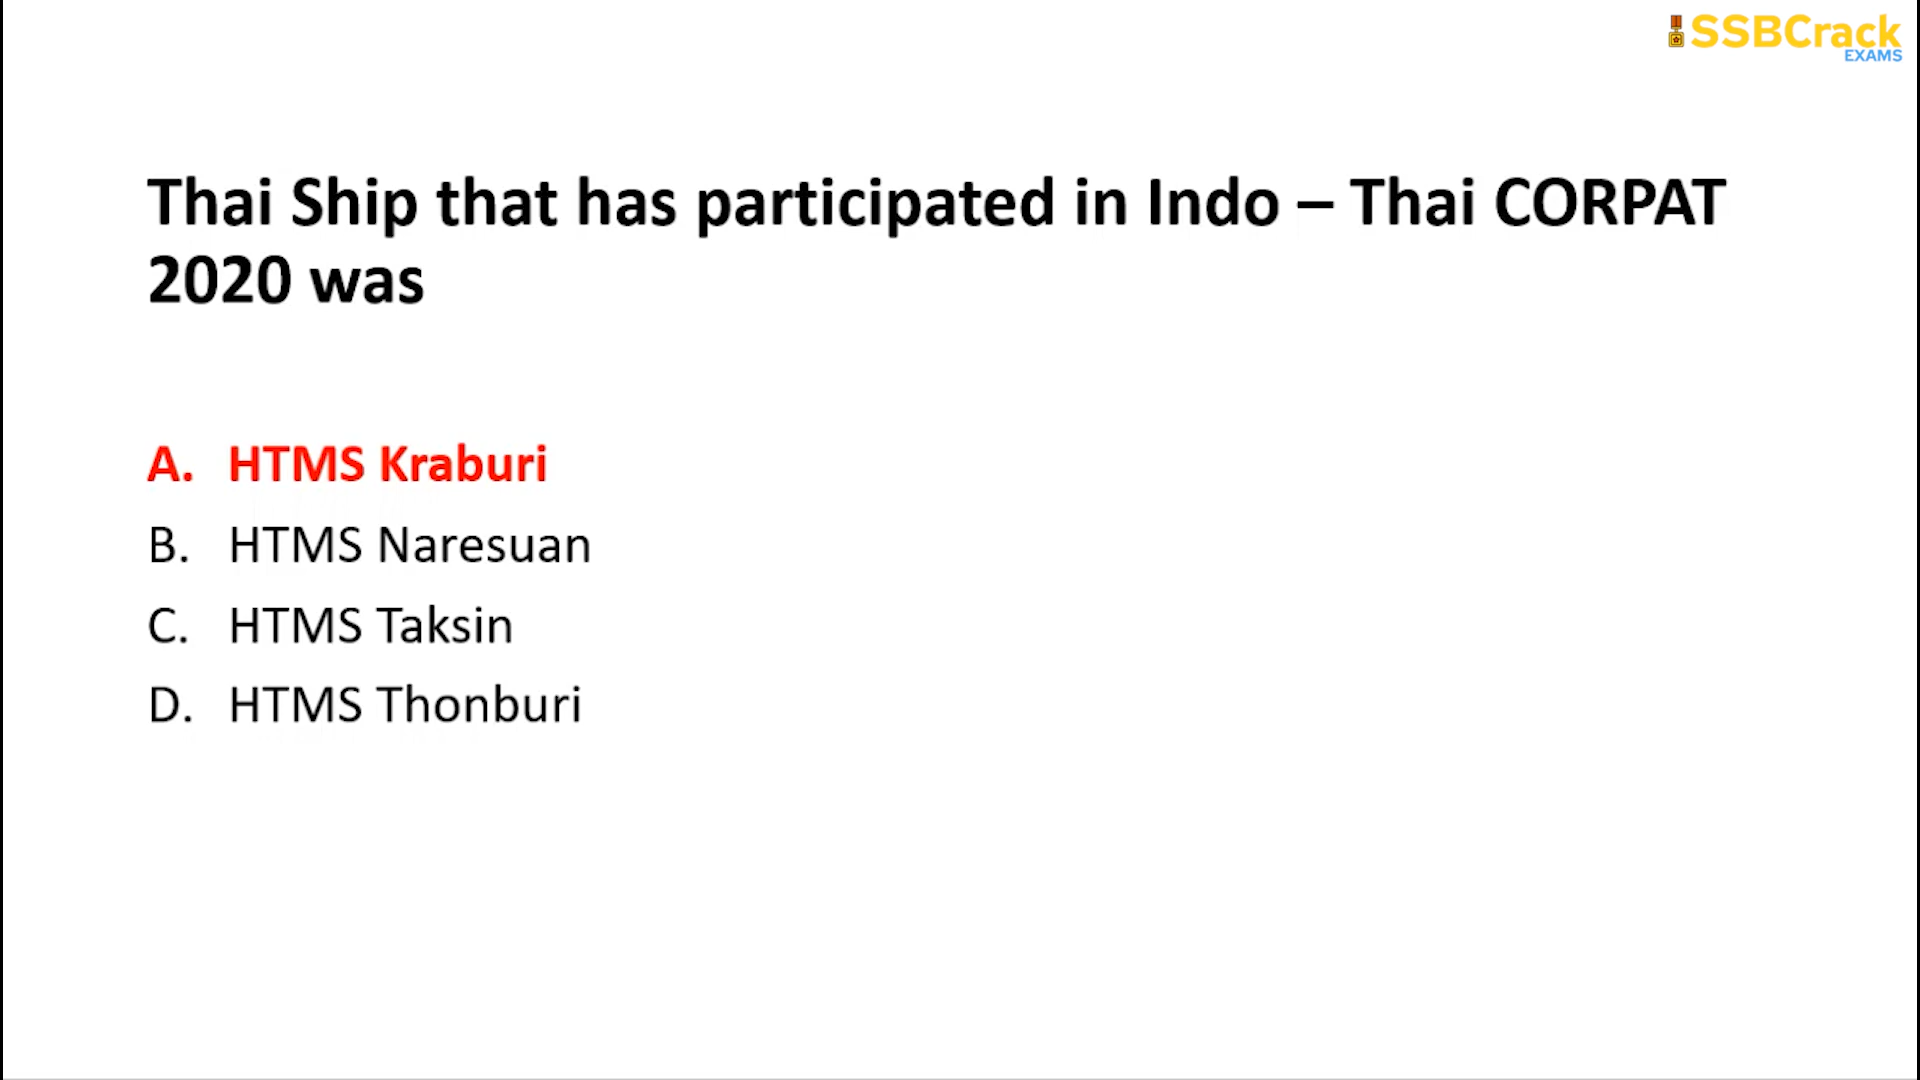 SSBCrack
EXAMS
Thai Ship that has participated in Indo – Thai CORPAT
2020 was
A. HTMS Kraburi
B. HTMS Naresuan
C. HTMS Taksin
D. HTMS Thonburi